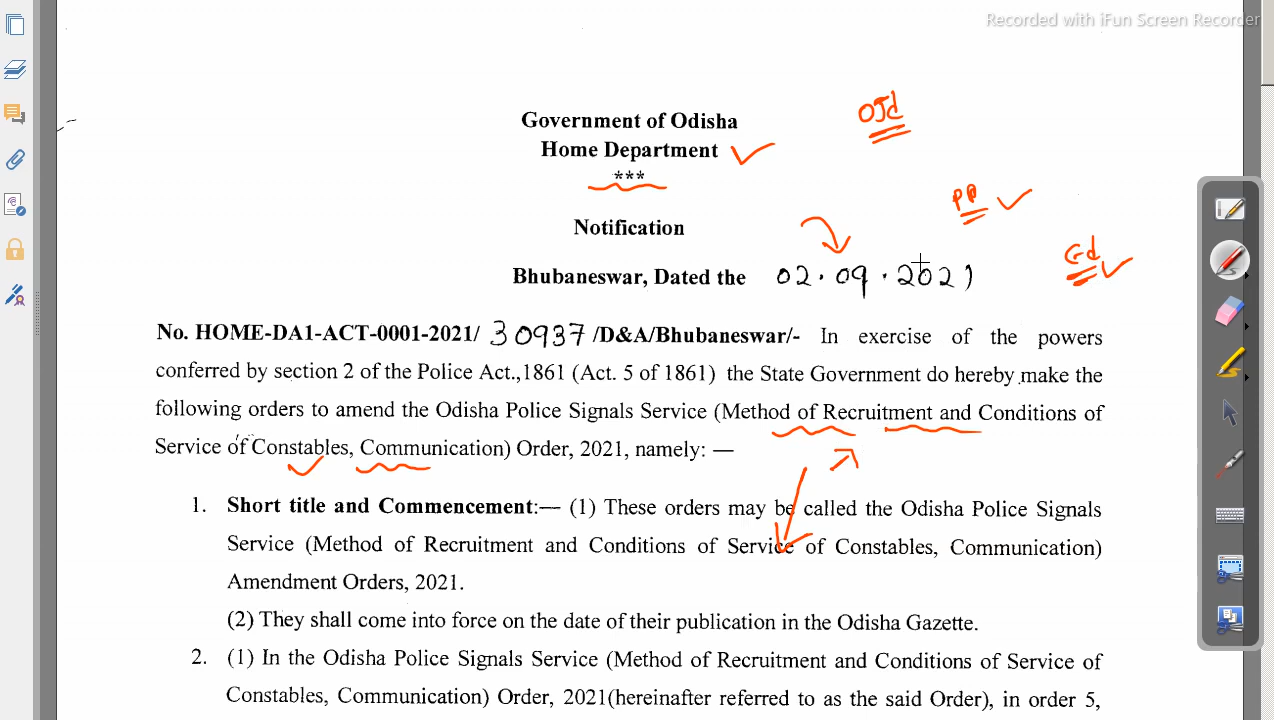 Recorded with iFun Screen Recorder
Government of Odisha
OJd
Home Department
***
PP
Notification
Gd
Bhubaneswar, Dated the 02.09.2021
No. HOME-DA1-ACT-0001-2021/ 30937 /D&A/Bhubaneswar/- In exercise of the powers
conferred by section 2 of the Police Act.,1861 (Act. 5 of 1861) the State Government do hereby make the
following orders to amend the Odisha Police Signals Service (Method of Recruitment and Conditions of
Service of Constables, Communication) Order, 2021, namely: —
1. Short title and Commencement:— (1) These orders may be called the Odisha Police Signals
Service (Method of Recruitment and Conditions of Service of Constables, Communication)
Amendment Orders, 2021.
(2) They shall come into force on the date of their publication in the Odisha Gazette.
2. (1) In the Odisha Police Signals Service (Method of Recruitment and Conditions of Service of
Constables, Communication) Order, 2021(hereinafter referred to as the said Order), in order 5,